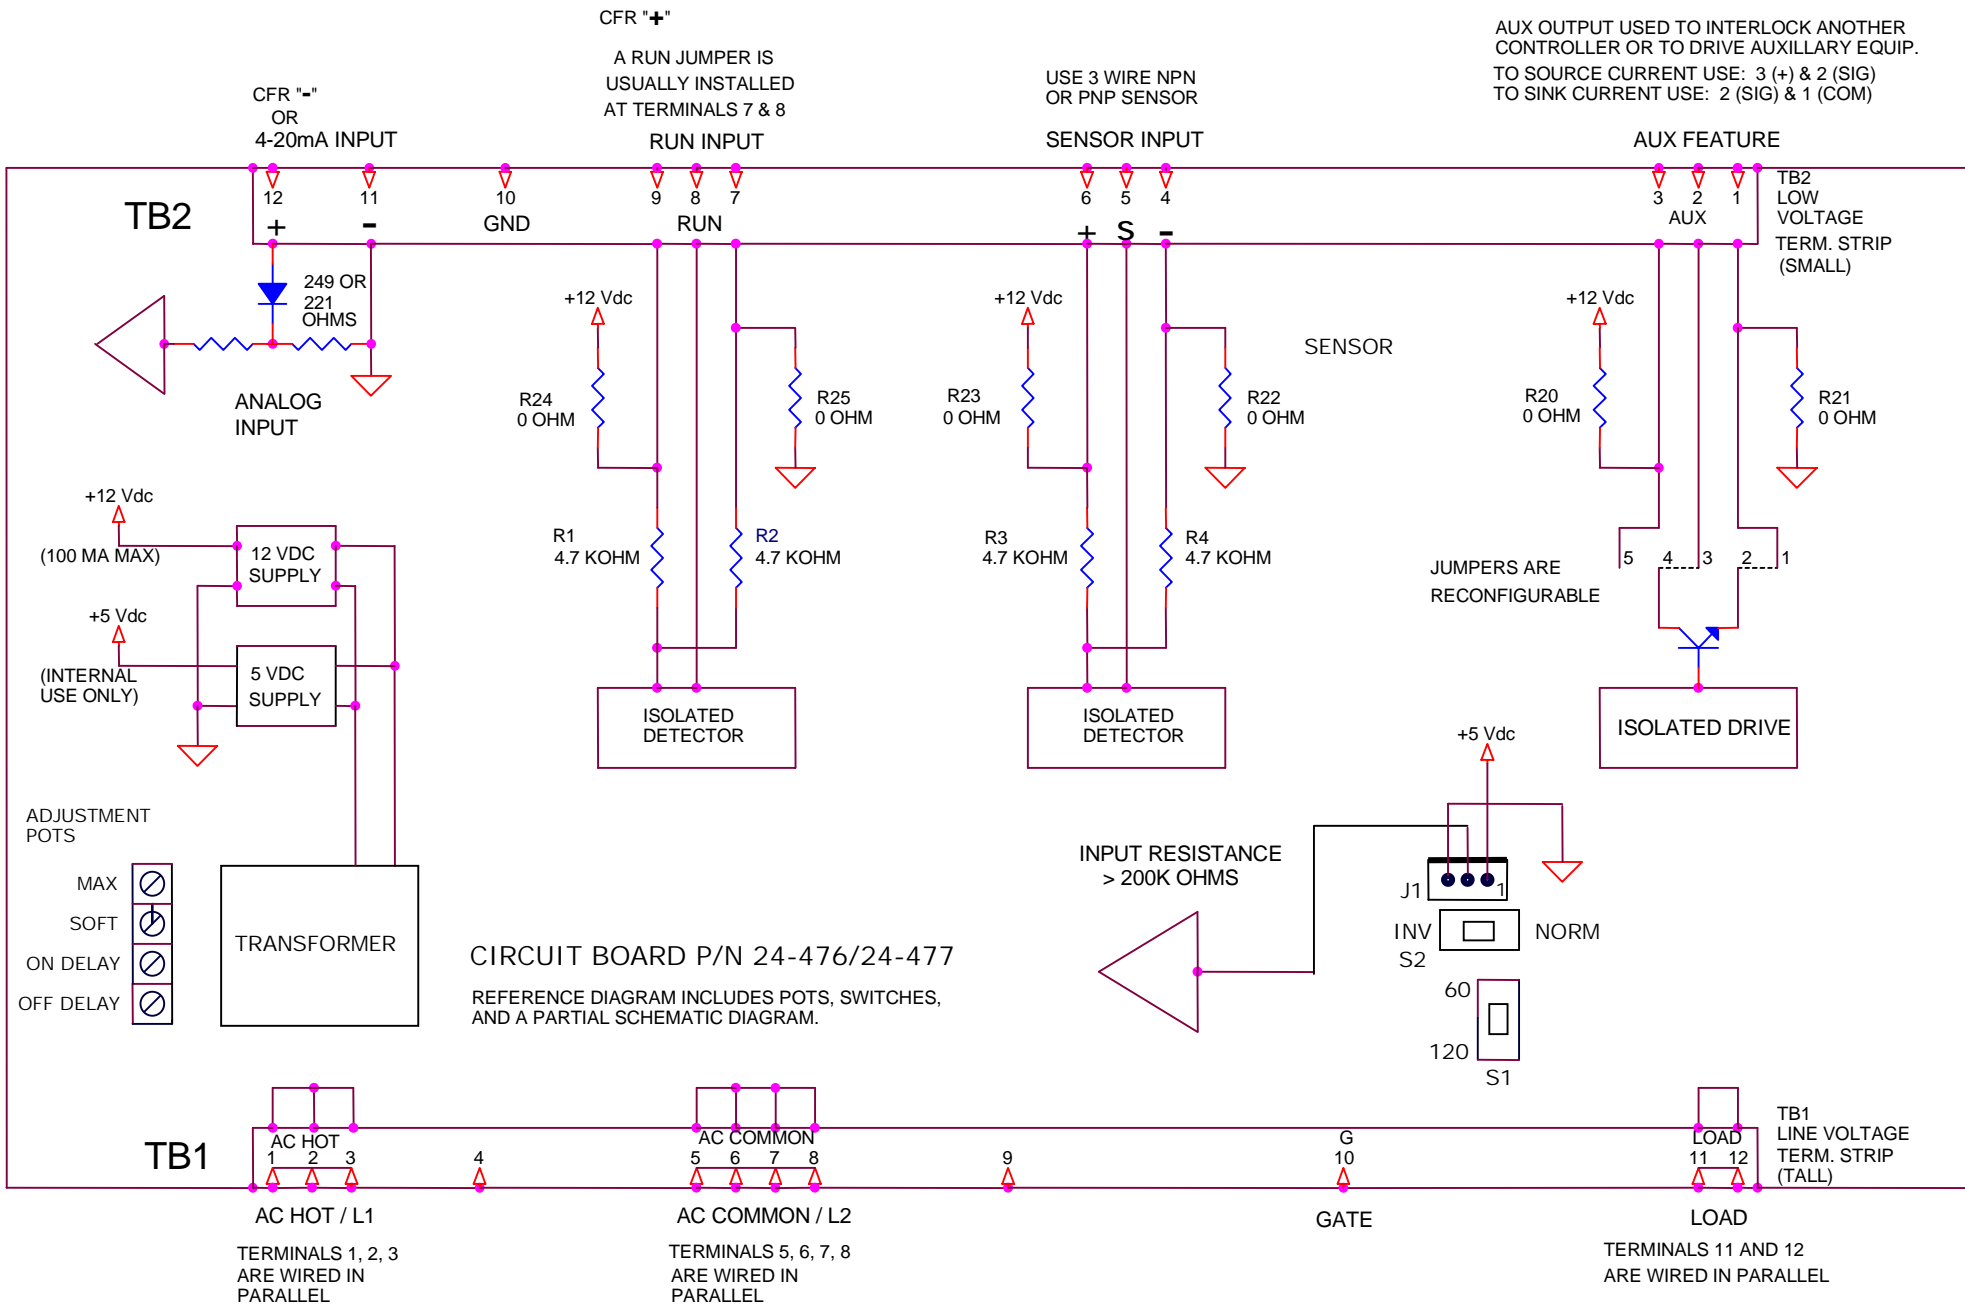 CFR "+"
A RUN JUMPER IS
USUALLY INSTALLED
AT TERMINALS 7 & 8
RUN INPUT
CFR "-"
OR
4-20mA INPUT
USE 3 WIRE NPN
OR PNP SENSOR
SENSOR INPUT
AUX OUTPUT USED TO INTERLOCK ANOTHER
CONTROLLER OR TO DRIVE AUXILLARY EQUIP.
TO SOURCE CURRENT USE: 3 (+) & 2 (SIG)
TO SINK CURRENT USE: 2 (SIG) & 1 (COM)
AUX FEATURE
TB2
12 11 10 9 8 7 6 5 4 3 2 1
+ - GND RUN + S - AUX
TB2
LOW
VOLTAGE
TERM. STRIP
(SMALL)
249 OR
221
OHMS
ANALOG
INPUT
+12 Vdc
R24
0 OHM
R25
0 OHM
R1
4.7 KOHM
R2
4.7 KOHM
ISOLATED
DETECTOR
+12 Vdc
R23
0 OHM
R22
0 OHM
R3
4.7 KOHM
R4
4.7 KOHM
ISOLATED
DETECTOR
SENSOR
+12 Vdc
R20
0 OHM
R21
0 OHM
5 4 3 2 1
JUMPERS ARE
RECONFIGURABLE
ISOLATED DRIVE
+12 Vdc
(100 MA MAX)
12 VDC
SUPPLY
+5 Vdc
(INTERNAL
USE ONLY)
5 VDC
SUPPLY
ADJUSTMENT
POTS
MAX
SOFT
ON DELAY
OFF DELAY
TRANSFORMER
CIRCUIT BOARD P/N 24-476/24-477
REFERENCE DIAGRAM INCLUDES POTS, SWITCHES,
AND A PARTIAL SCHEMATIC DIAGRAM.
INPUT RESISTANCE
> 200K OHMS
+5 Vdc
J1 1
INV NORM
S2
60
120
S1
TB1
AC HOT AC COMMON G LOAD
1 2 3 4 5 6 7 8 9 10 11 12
TB1
LINE VOLTAGE
TERM. STRIP
(TALL)
AC HOT / L1
TERMINALS 1, 2, 3
ARE WIRED IN
PARALLEL
AC COMMON / L2
TERMINALS 5, 6, 7, 8
ARE WIRED IN
PARALLEL
GATE
LOAD
TERMINALS 11 AND 12
ARE WIRED IN PARALLEL